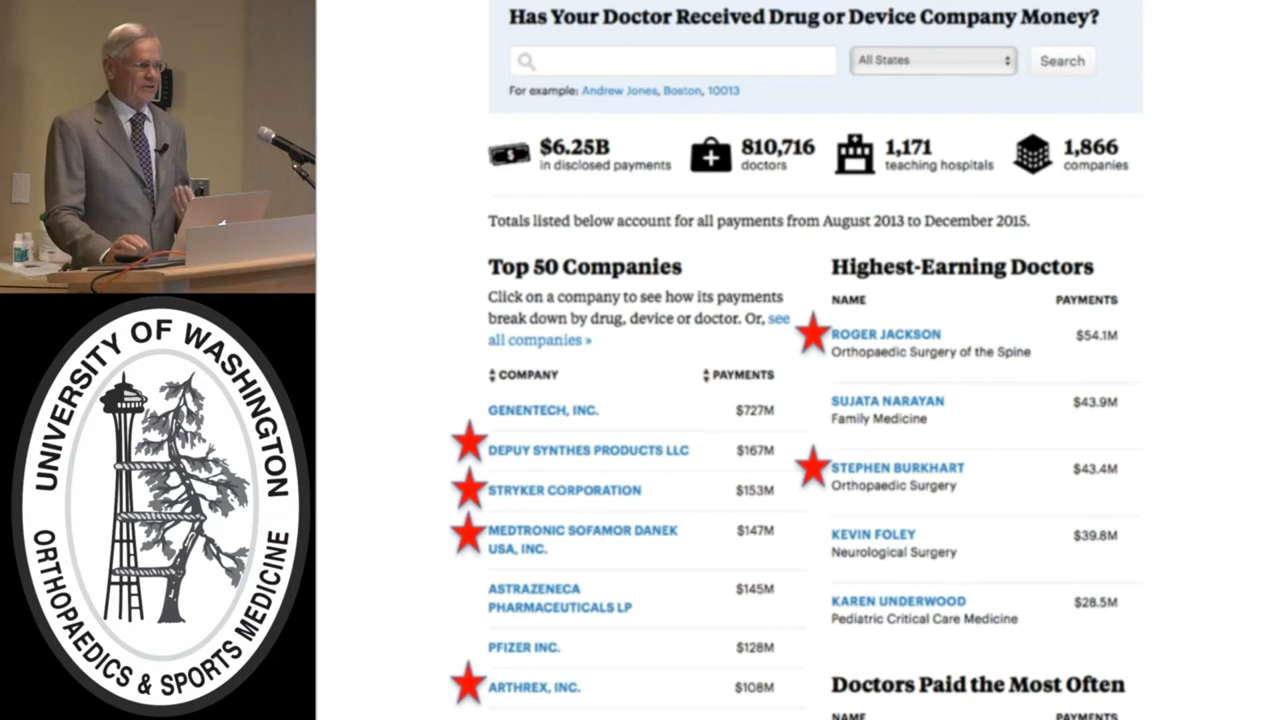 Has Your Doctor Received Drug or Device Company Money?
All States
Search
For example: Andrew Jones, Boston, 10013
$6.25B
in disclosed payments
810,716
doctors
1,171
teaching hospitals
1,866
companies
Totals listed below account for all payments from August 2013 to December 2015.
Top 50 Companies
Click on a company to see how its payments
break down by drug, device or doctor. Or, see
all companies »
COMPANY PAYMENTS
GENENTECH, INC. $727M
DEPUY SYNTHES PRODUCTS LLC $167M
STRYKER CORPORATION $153M
MEDTRONIC SOFAMOR DANEK $147M
USA, INC.
ASTRAZENECA $145M
PHARMACEUTICALS LP
PFIZER INC. $128M
ARTHREX, INC. $108M
Highest-Earning Doctors
NAME PAYMENTS
ROGER JACKSON $54.1M
Orthopaedic Surgery of the Spine
SUJATA NARAYAN $43.9M
Family Medicine
STEPHEN BURKHART $43.4M
Orthopaedic Surgery
KEVIN FOLEY $39.8M
Neurological Surgery
KAREN UNDERWOOD $28.5M
Pediatric Critical Care Medicine
Doctors Paid the Most Often
NAME PAYMENTS
UNIVERSITY OF WASHINGTON
ORTHOPAEDICS & SPORTS MEDICINE